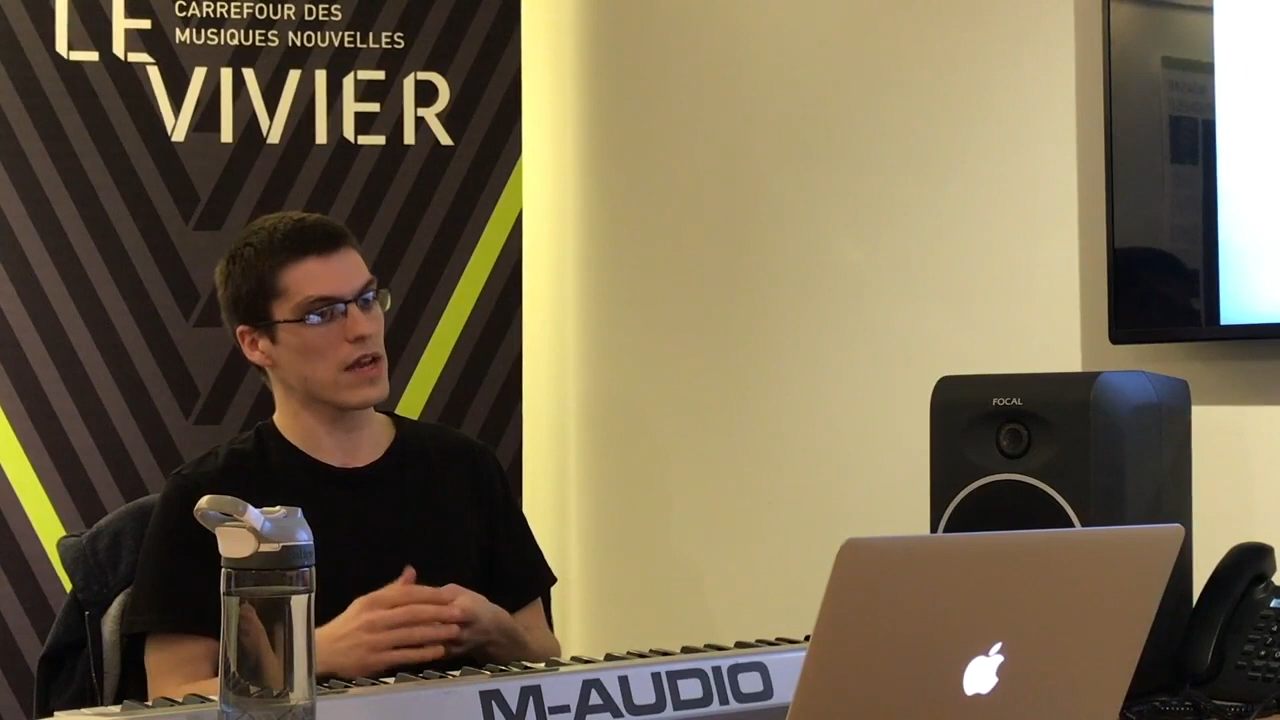 LE
CARREFOUR DES
MUSIQUES NOUVELLES
VIVIER
FOCAL
M-AUDIO